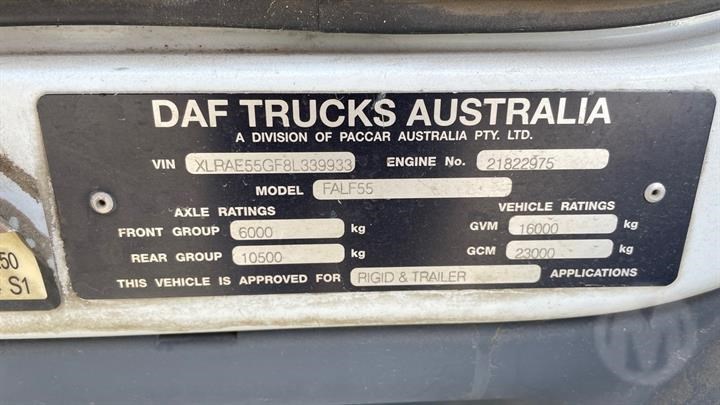 DAF TRUCKS AUSTRALIA
A DIVISION OF PACCAR AUSTRALIA PTY. LTD.
VIN XLRAE55GF8L339933 ENGINE No. 21822975
MODEL FALF55
AXLE RATINGS VEHICLE RATINGS
FRONT GROUP 6000 kg GVM 16000 kg
REAR GROUP 10500 kg GCM 23000 kg
THIS VEHICLE IS APPROVED FOR RIGID & TRAILER APPLICATIONS
50
S1
M